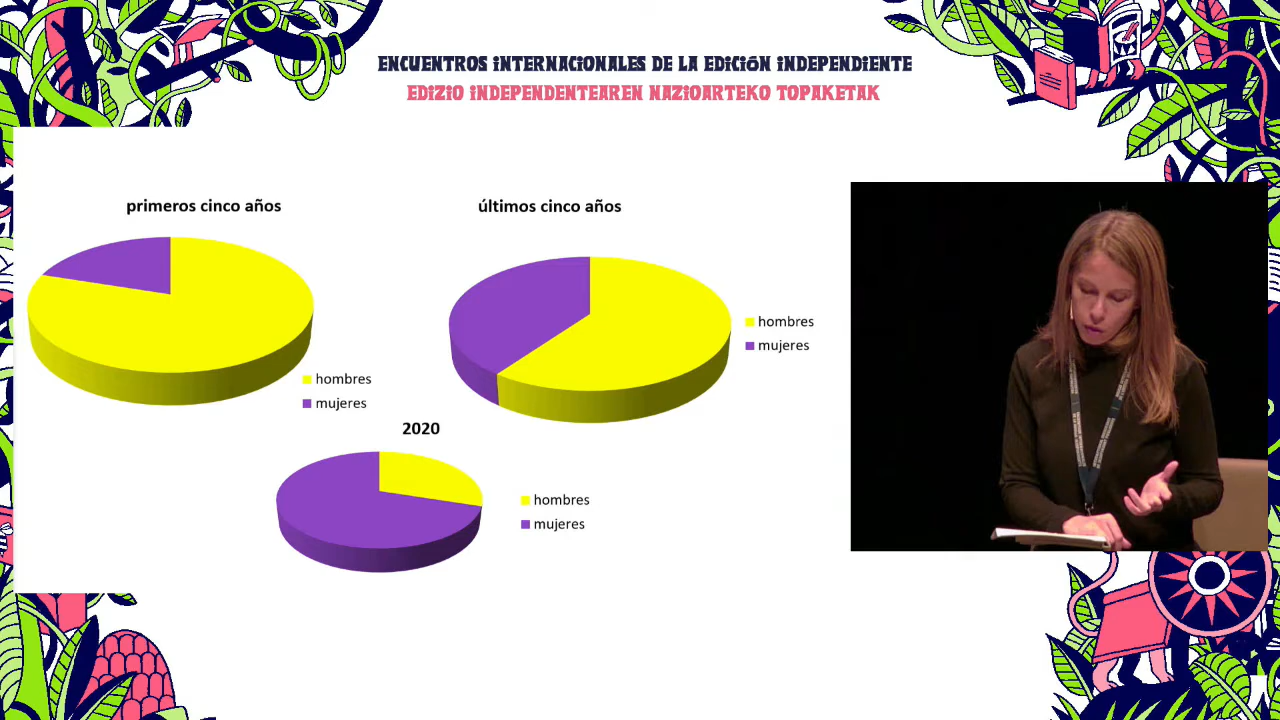 ENCUENTROS INTERNACIONALES DE LA EDICIÓN INDEPENDIENTE
EDIZIO INDEPENDENTEAREN NAZIOARTEKO TOPAKETAK
primeros cinco años
hombres
mujeres
últimos cinco años
hombres
mujeres
2020
hombres
mujeres